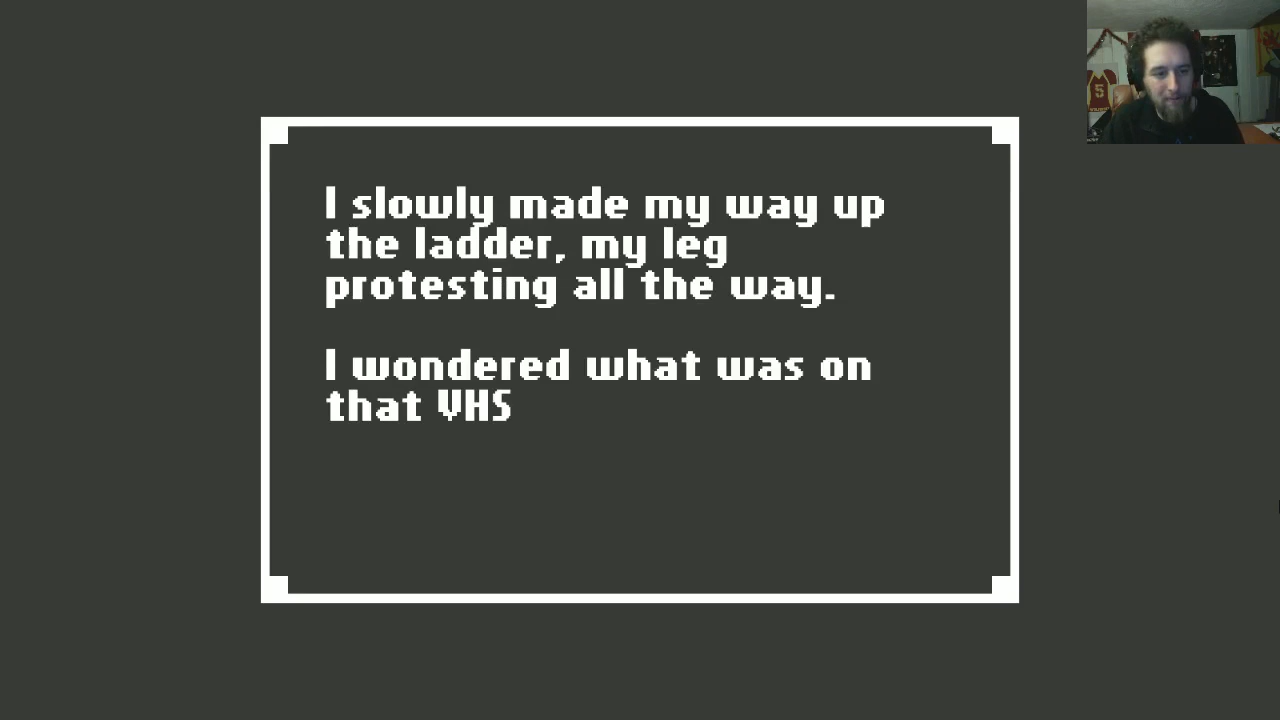 I slowly made my way up
the ladder, my leg
protesting all the way.
I wondered what was on
that VHS
5